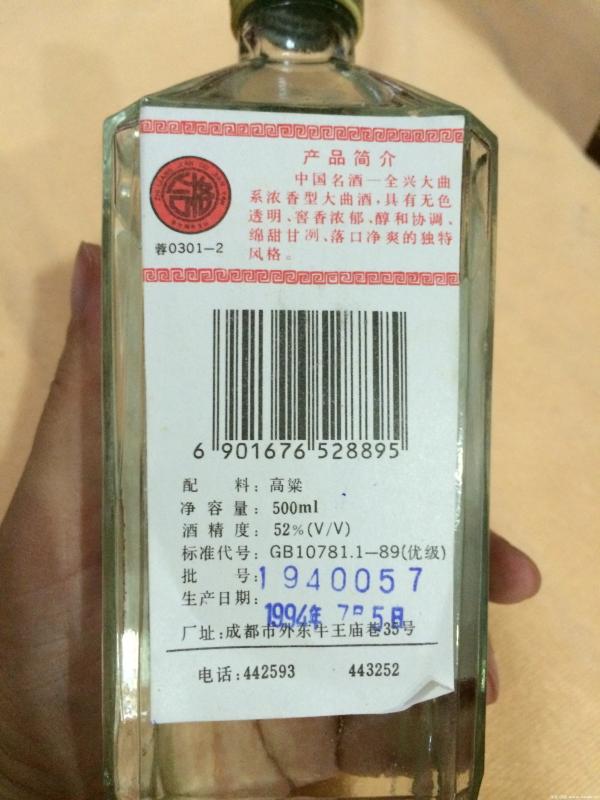 产品简介
中国名酒—全兴大曲
系浓香型大曲酒,具有无色
透明、窖香浓郁、醇和协调、
绵甜甘冽、落口净爽的独特
风格。
蓉0301—2
6 901676 528895
配 料: 高粱
净容量: 500ml
酒精度: 52%(V/V)
标准代号: GB10781.1—89(优级)
批 号: 1940057
生产日期:
1994年 7月5日
厂址:成都市外东牛王庙巷35号
电话:442593 443252